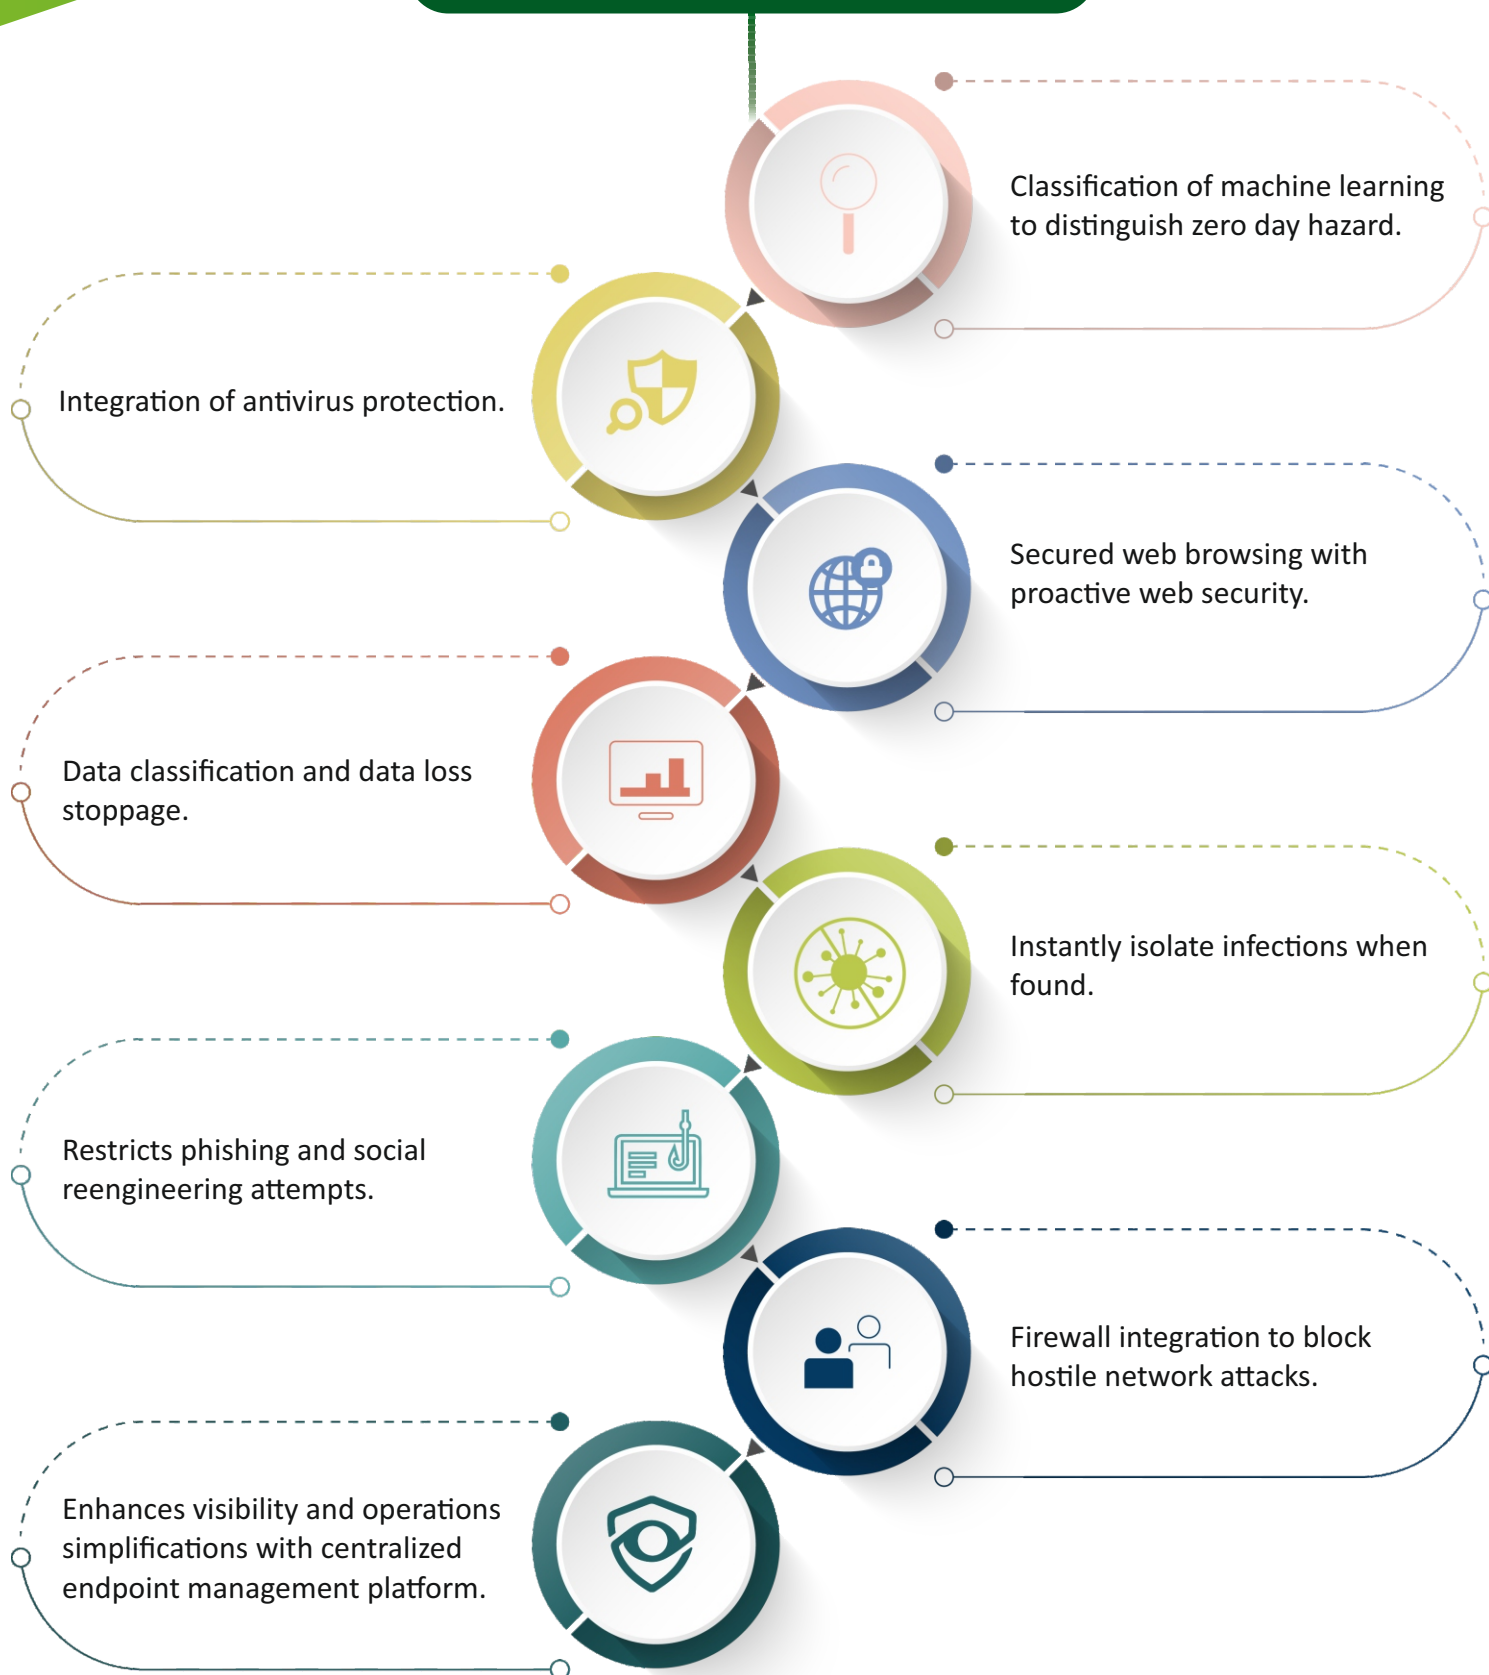 Classification of machine learning
to distinguish zero day hazard.
Integration of antivirus protection.
Secured web browsing with
proactive web security.
Data classification and data loss
stoppage.
Instantly isolate infections when
found.
Restricts phishing and social
reengineering attempts.
Firewall integration to block
hostile network attacks.
Enhances visibility and operations
simplifications with centralized
endpoint management platform.